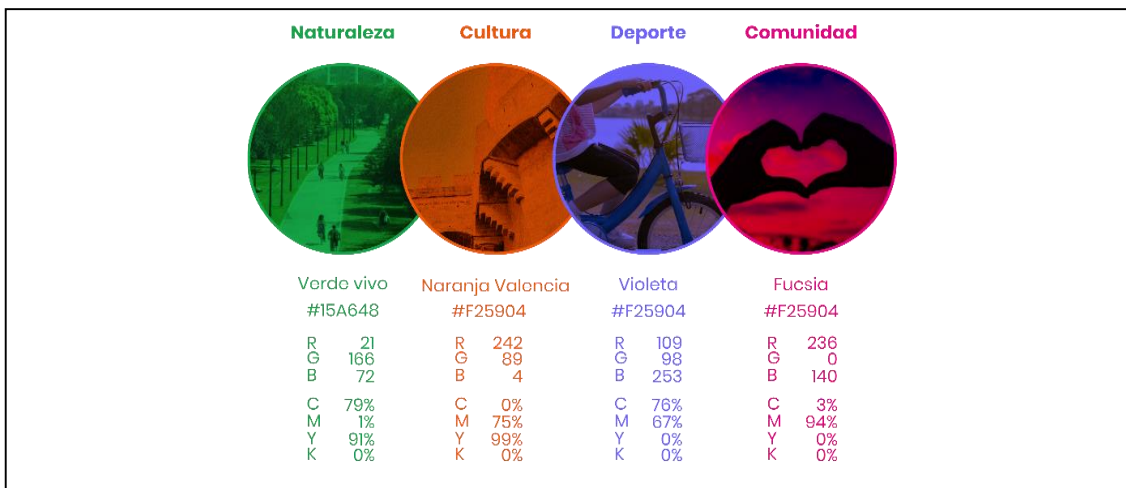 Naturaleza Cultura Deporte Comunidad
Verde vivo Naranja Valencia Violeta Fucsia
#15A648 #F25904 #F25904 #F25904
R 21 R 242 R 109 R 236
G 166 G 89 G 98 G 0
B 72 B 4 B 253 B 140
C 79% C 0% C 76% C 3%
M 1% M 75% M 67% M 94%
Y 91% Y 99% Y 0% Y 0%
K 0% K 0% K 0% K 0%